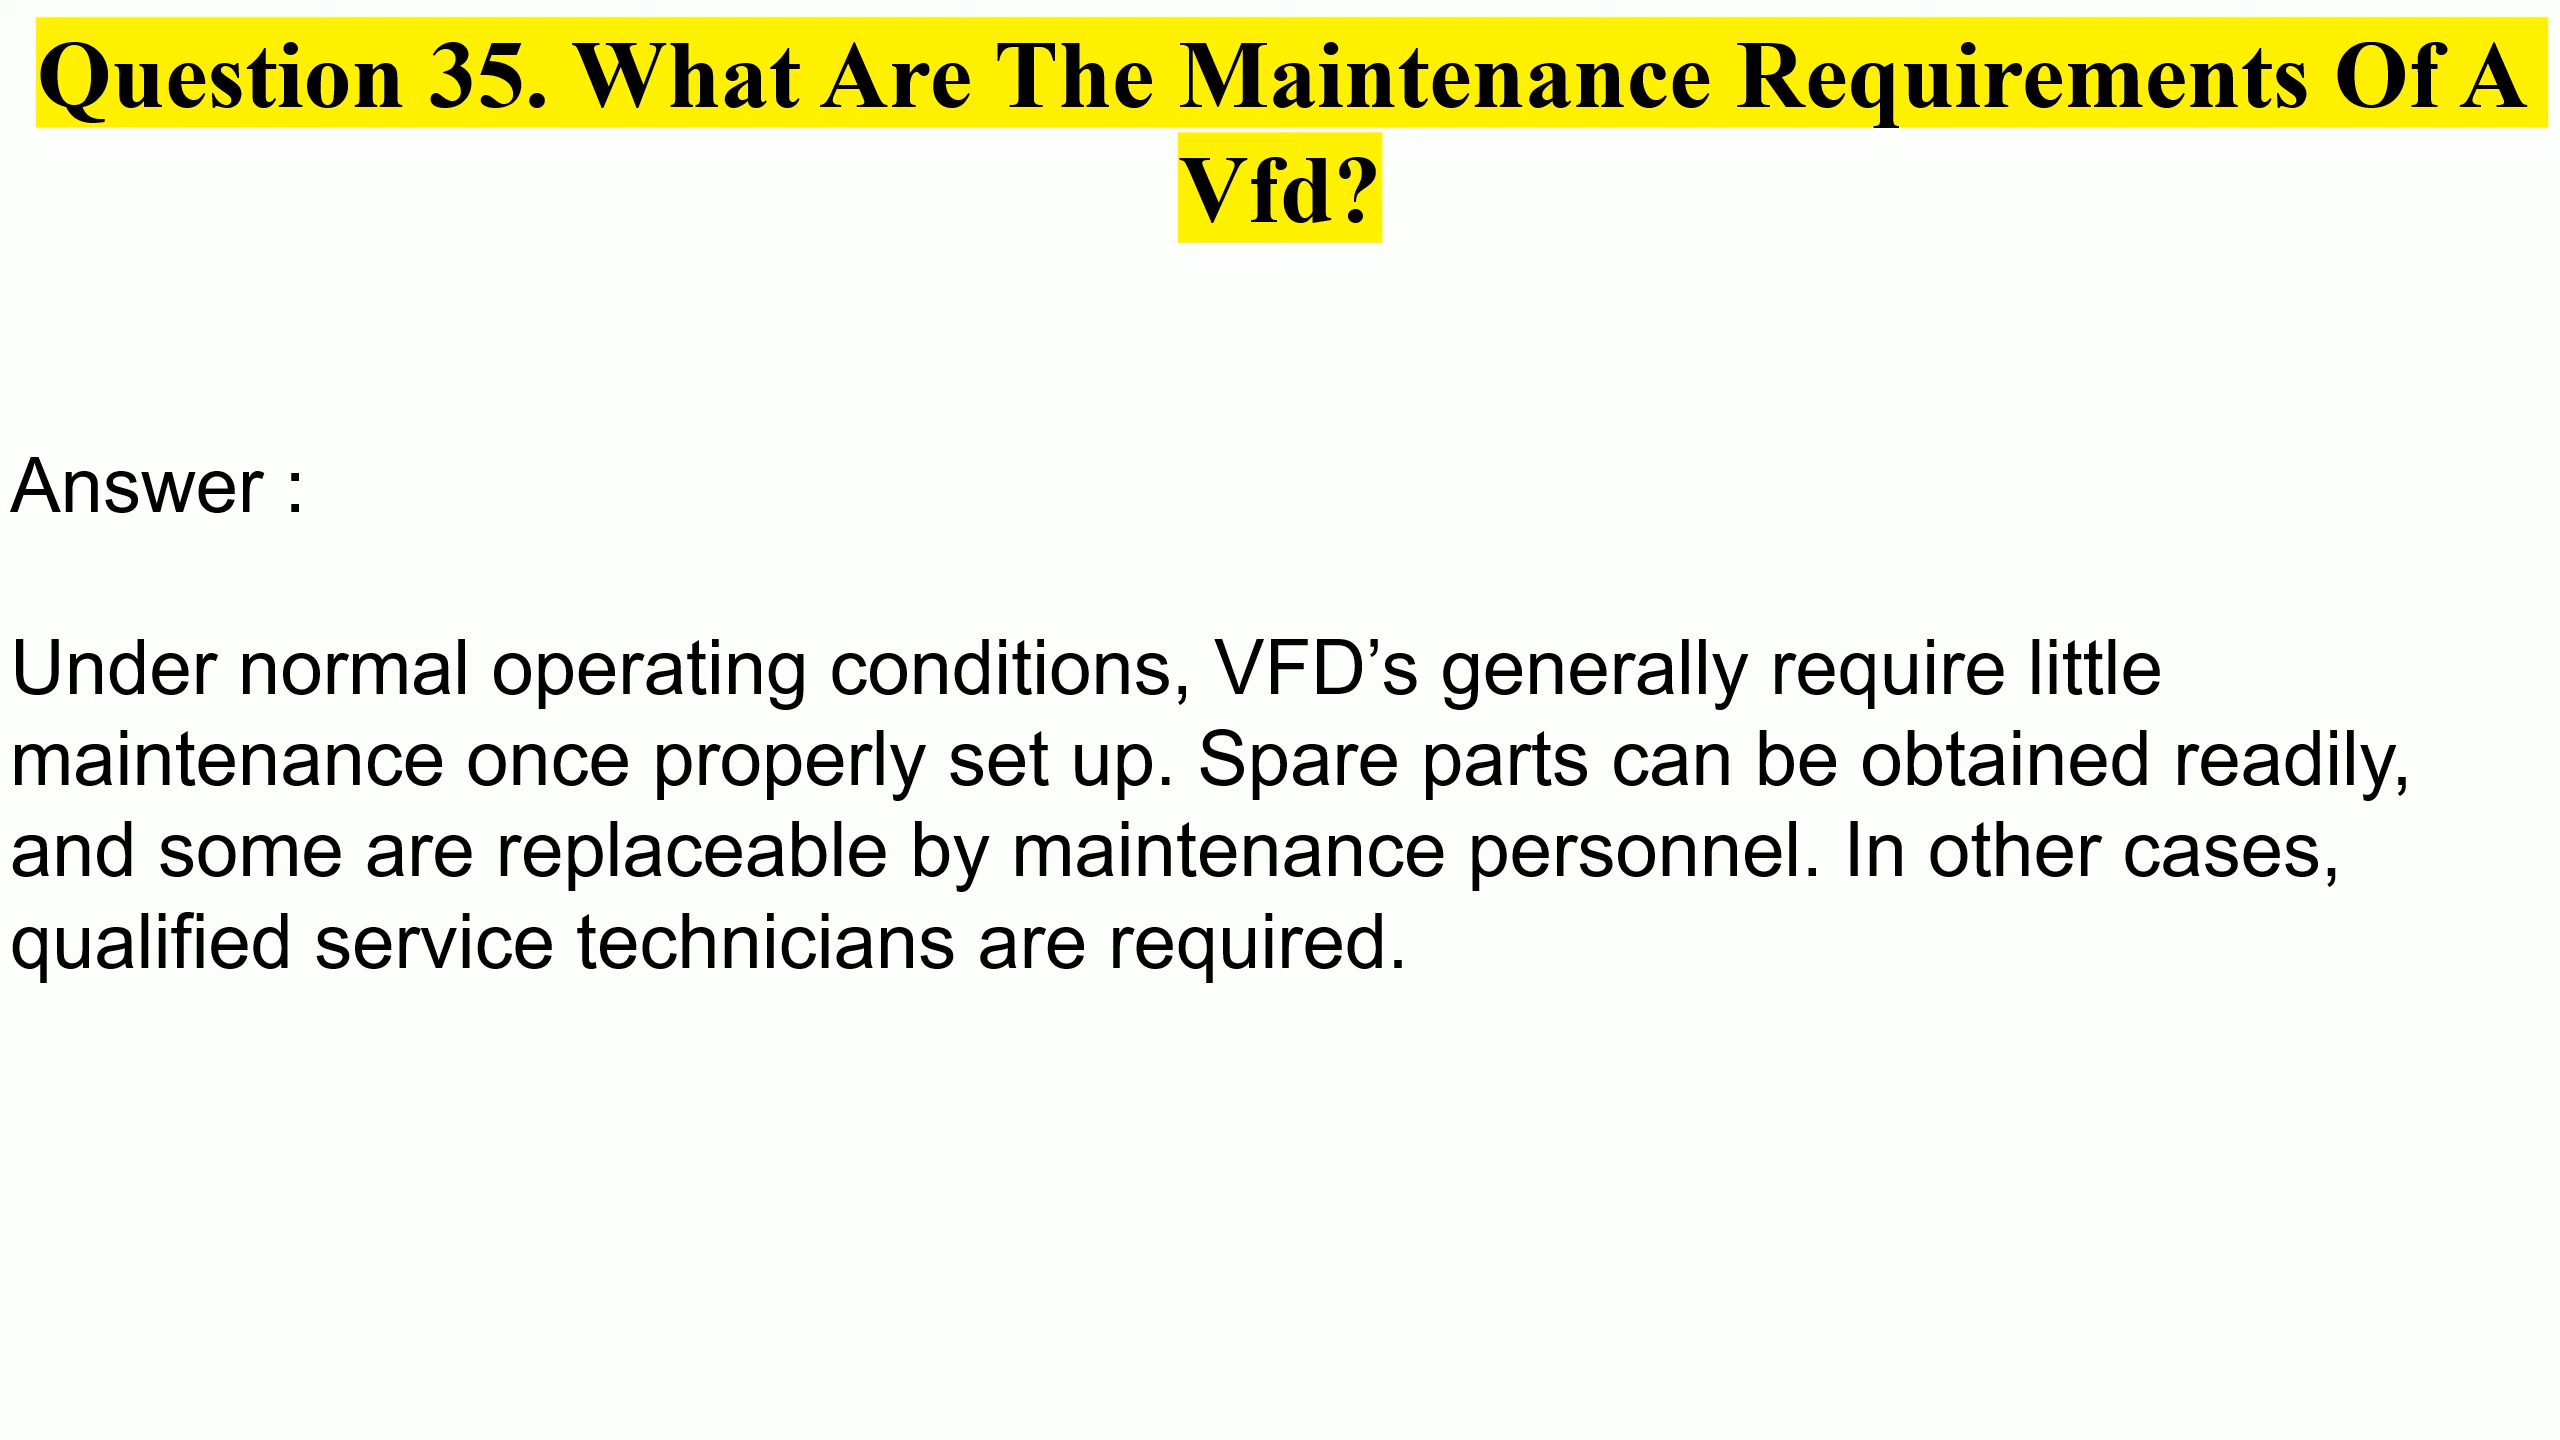 Question 35. What Are The Maintenance Requirements Of A
Vfd?
Answer :
Under normal operating conditions, VFD’s generally require little
maintenance once properly set up. Spare parts can be obtained readily,
and some are replaceable by maintenance personnel. In other cases,
qualified service technicians are required.